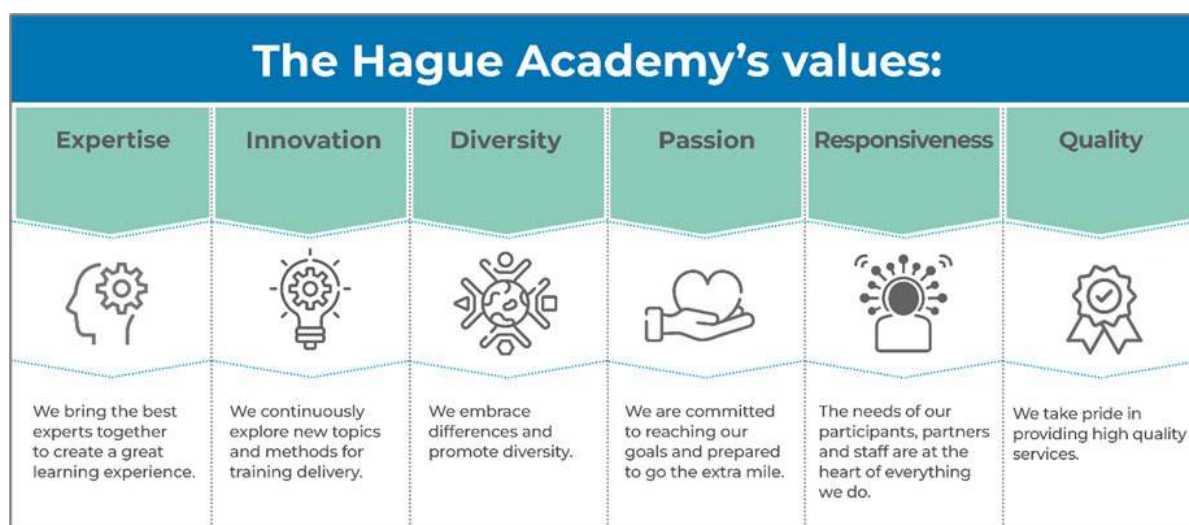 The Hague Academy's values:
Expertise
Innovation
Diversity
Passion
Responsiveness
Quality
We bring the best
experts together
to create a great
learning experience.
We continuously
explore new topics
and methods for
training delivery.
We embrace
differences and
promote diversity.
We are committed
to reaching our
goals and prepared
to go the extra mile.
The needs of our
participants, partners
and staff are at the
heart of everything
we do.
We take pride in
providing high quality
services.